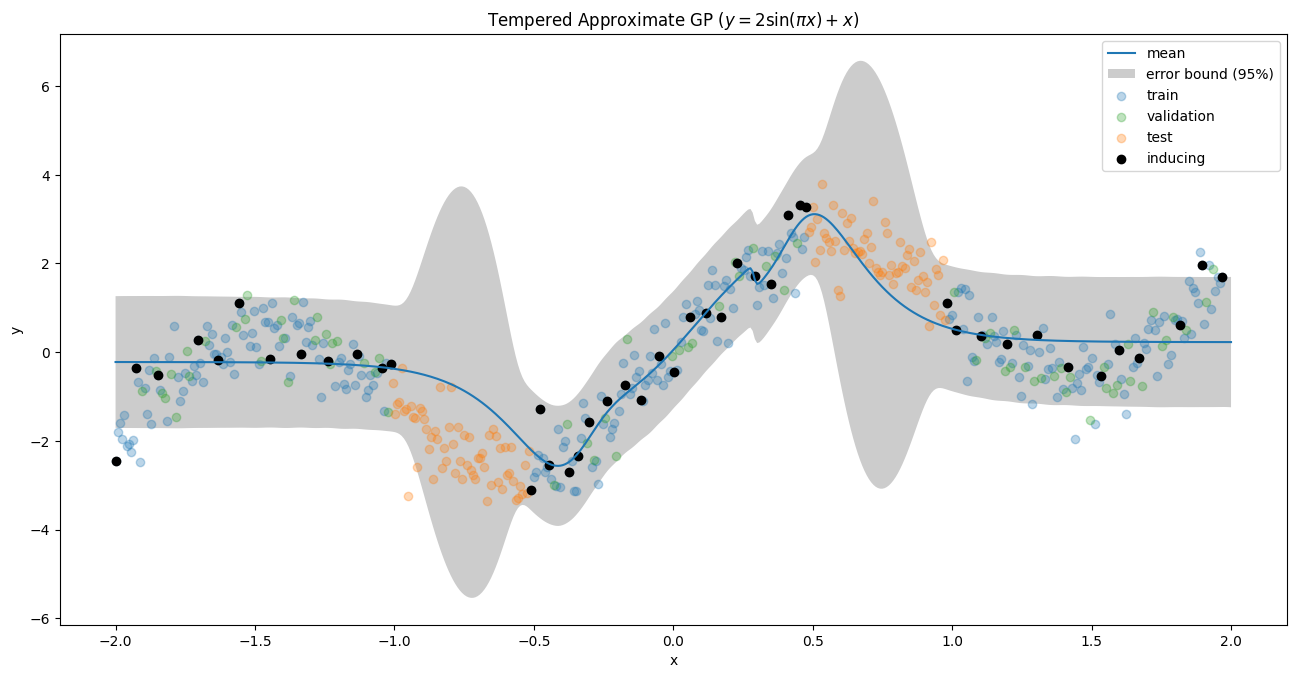 Tempered Approximate GP (y = 2sin(πx) + x)
mean
error bound (95%)
train
validation
test
inducing
y
6
4
2
0
−2
−4
−6
−2.0 −1.5 −1.0 −0.5 0.0 0.5 1.0 1.5 2.0
x